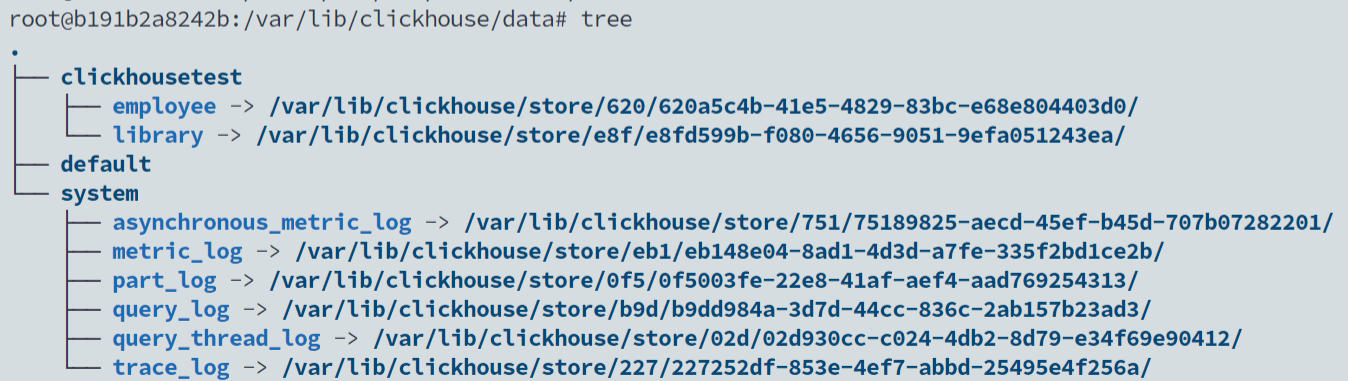 root@b191b2a8242b:/var/lib/clickhouse/data# tree
.
├── clickhousetest
│   ├── employee -> /var/lib/clickhouse/store/620/620a5c4b-41e5-4829-83bc-e68e804403d0/
│   └── library -> /var/lib/clickhouse/store/e8f/e8fd599b-f080-4656-9051-9efa051243ea/
├── default
└── system
    ├── asynchronous_metric_log -> /var/lib/clickhouse/store/751/75189825-aecd-45ef-b45d-707b07282201/
    ├── metric_log -> /var/lib/clickhouse/store/eb1/eb148e04-8ad1-4d3d-a7fe-335f2bd1ce2b/
    ├── part_log -> /var/lib/clickhouse/store/0f5/0f5003fe-22e8-41af-aef4-aad769254313/
    ├── query_log -> /var/lib/clickhouse/store/b9d/b9dd984a-3d7d-44cc-836c-2ab157b23ad3/
    ├── query_thread_log -> /var/lib/clickhouse/store/02d/02d930cc-c024-4db2-8d79-e34f69e90412/
    └── trace_log -> /var/lib/clickhouse/store/227/227252df-853e-4ef7-abbd-25495e4f256a/